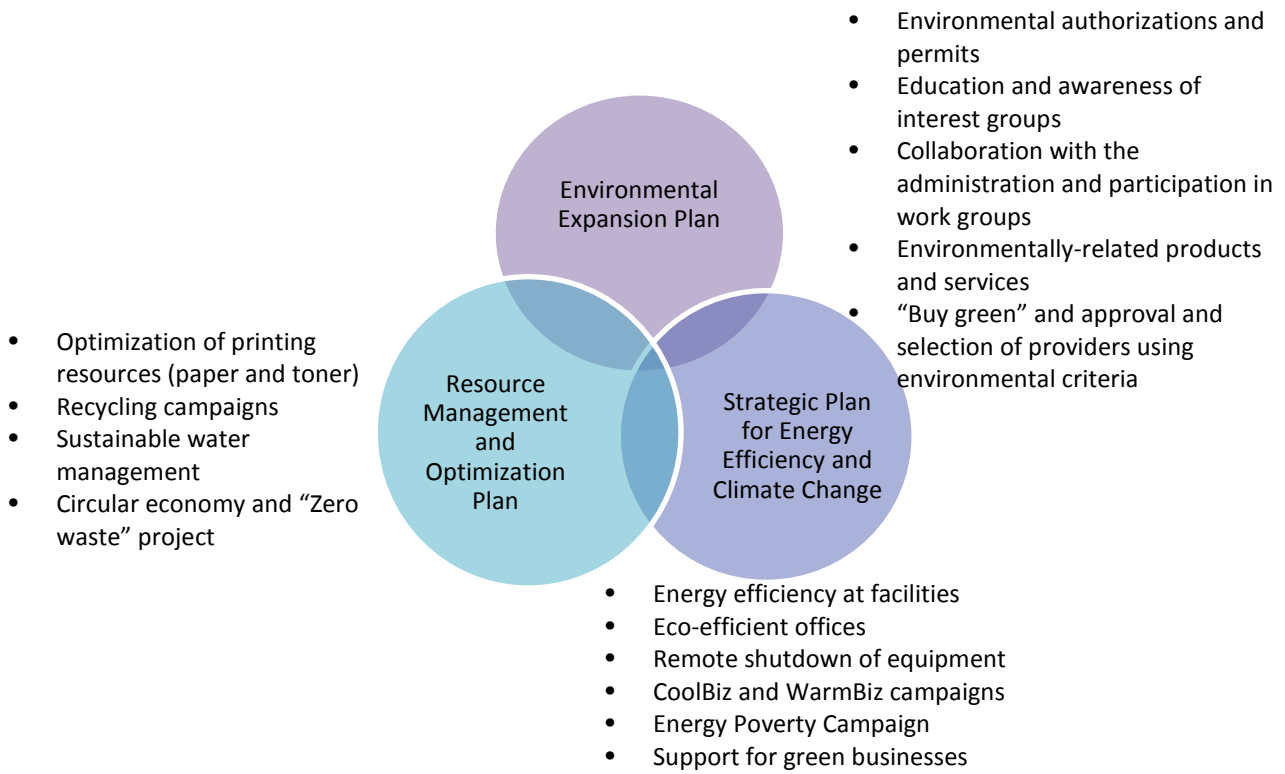 • Environmental authorizations and
permits
• Education and awareness of
interest groups
• Collaboration with the
administration and participation in
work groups
• Environmentally-related products
and services
• “Buy green” and approval and
selection of providers using
environmental criteria
Environmental
Expansion Plan
• Optimization of printing
resources (paper and toner)
• Recycling campaigns
• Sustainable water
management
• Circular economy and “Zero
waste” project
Resource
Management
and
Optimization
Plan
Strategic Plan
for Energy
Efficiency and
Climate Change
• Energy efficiency at facilities
• Eco-efficient offices
• Remote shutdown of equipment
• CoolBiz and WarmBiz campaigns
• Energy Poverty Campaign
• Support for green businesses